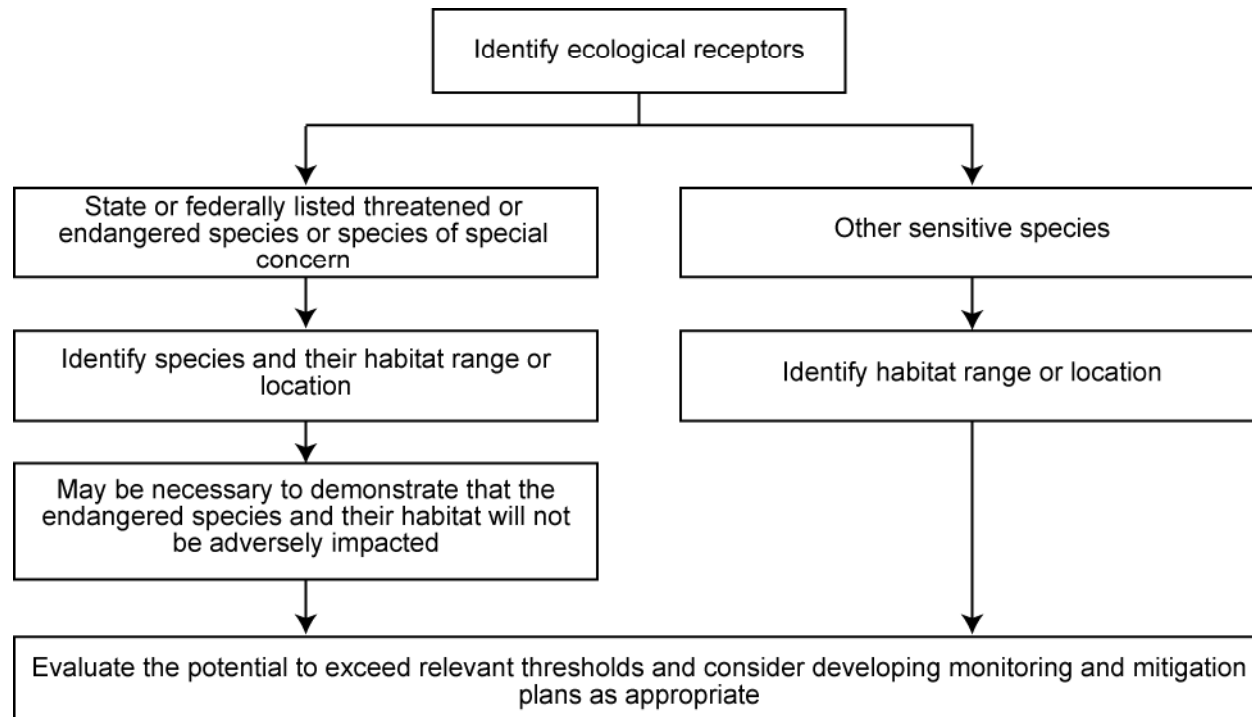 Identify ecological receptors
State or federally listed threatened or
endangered species or species of special
concern
Other sensitive species
Identify species and their habitat range or
location
Identify habitat range or location
May be necessary to demonstrate that the
endangered species and their habitat will not
be adversely impacted
Evaluate the potential to exceed relevant thresholds and consider developing monitoring and mitigation
plans as appropriate